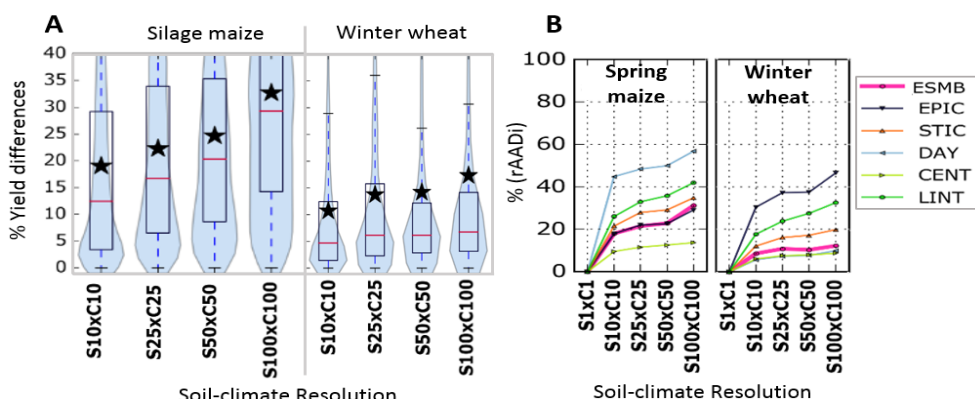 A
Silage maize
Winter wheat
% Yield differences
40
35
30
25
20
15
10
5
0
S10xC10
S25xC25
S50xC50
S100xC100
S10xC10
S25xC25
S50xC50
S100xC100
Soil-climate Resolution
B
% (rAADi)
100
80
60
40
20
0
Spring
maize
Winter
wheat
S1xC1
S10xC10
S25xC25
S50xC50
S100xC100
S1xC1
S10xC10
S25xC25
S50xC50
S100xC100
Soil-climate Resolution
ESMB
EPIC
STIC
DAY
CENT
LINT